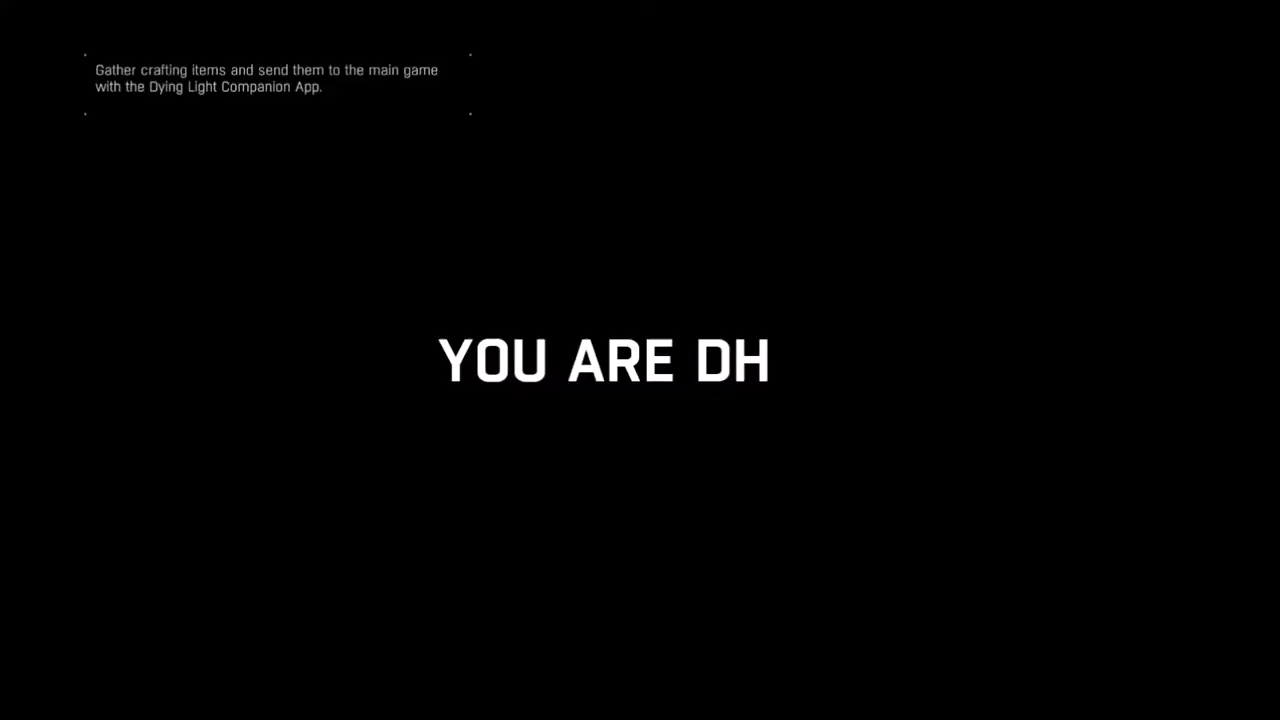 Gather crafting items and send them to the main game
with the Dying Light Companion App.
YOU ARE DH